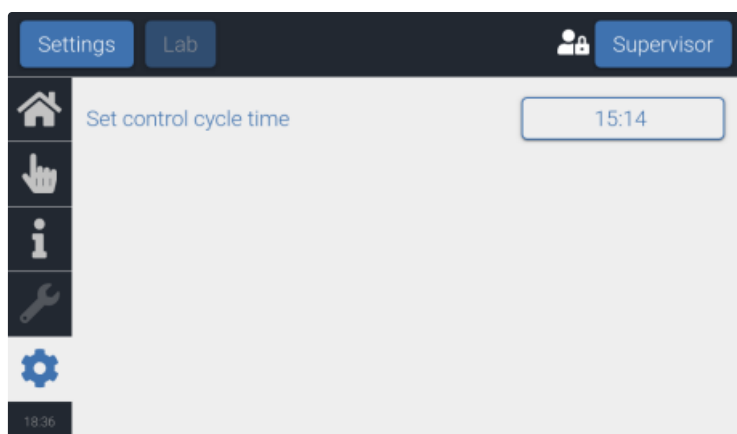 Settings
Lab
Supervisor
Set control cycle time
15:14
18:36